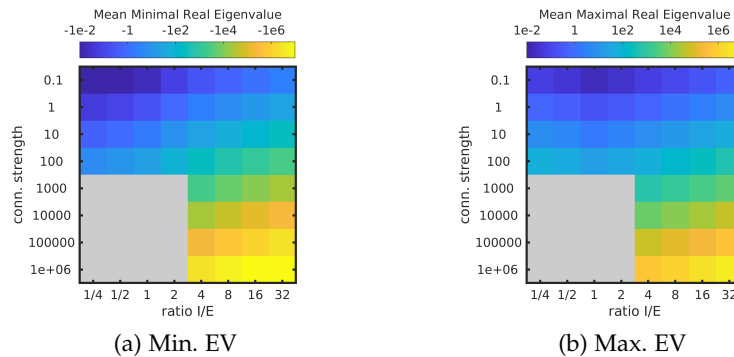 Mean Minimal Real Eigenvalue
-1e-2 -1 -1e2 -1e6
conn. strength
0.1
1
10
100
1000
10000
100000
1e+06
1/4 1/2 1 2 4 8 16 32
ratio I/E
(a) Min. EV
Mean Maximal Real Eigenvalue
1e-2 1 1e4 1e6
conn. strength
0.1
1
10
100
1000
10000
100000
1e+06
1/4 1/2 1 2 4 8 16 32
ratio I/E
(b) Max. EV